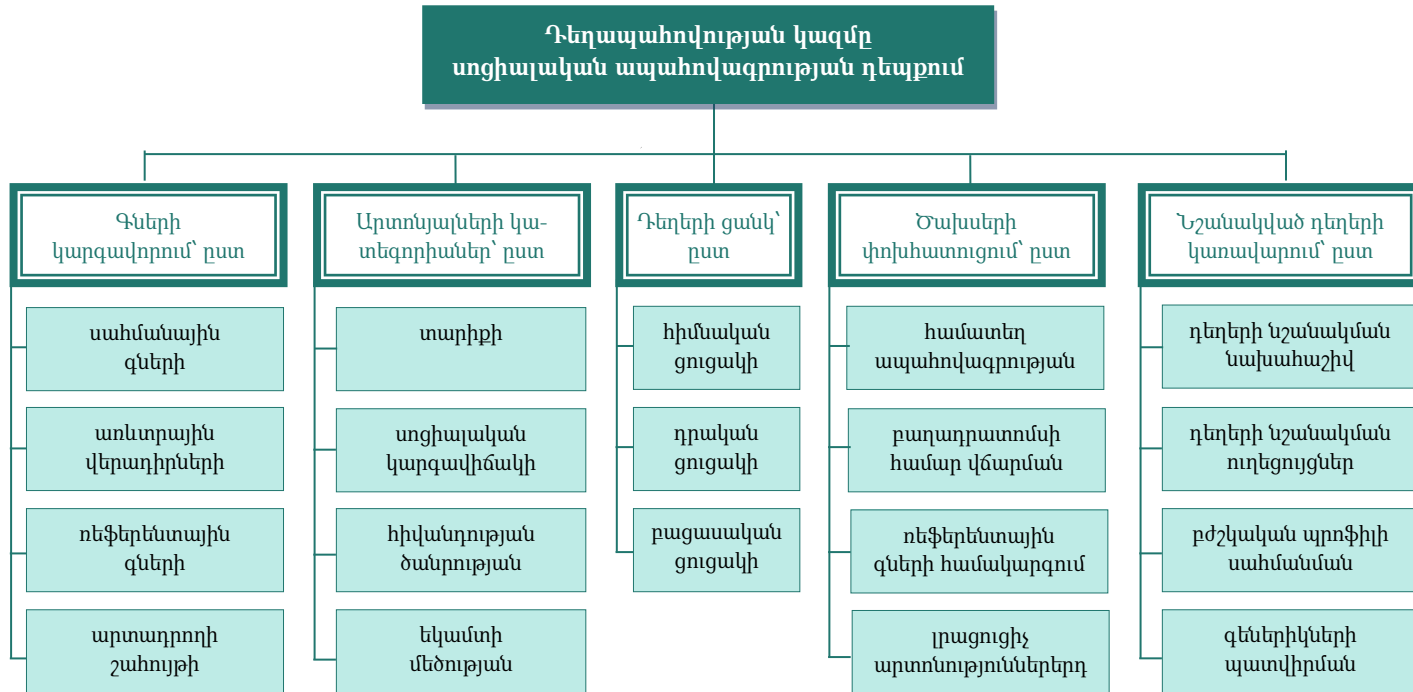 Դեղապահովության կազմը
սոցիալական ապահովագրության դեպքում
Գների
կարգավորում՝ ըստ
սահմանային
գների
առևտրային
վերադիրների
ռեֆերենտային
գների
արտադրողի
շահույթի
Արտոնյալների կա-
տեգորիաներ՝ ըստ
տարիքի
սոցիալական
կարգավիճակի
հիվանդության
ծանրության
եկամտի
մեծության
Դեղերի ցանկ՝
ըստ
հիմնական
ցուցակի
դրական
ցուցակի
բացասական
ցուցակի
Ծախսերի
փոխհատուցում՝ ըստ
համատեղ
ապահովագրության
բաղադրատոմսի
համար վճարման
ռեֆերենտային
գների համակարգում
լրացուցիչ
արտոնություններերդ
Նշանակված դեղերի
կառավարում՝ ըստ
դեղերի նշանակման
նախահաշիվ
դեղերի նշանակման
ուղեցույցներ
բժշկական պրոֆիլի
սահմանման
գեներիկների
պատվիրման